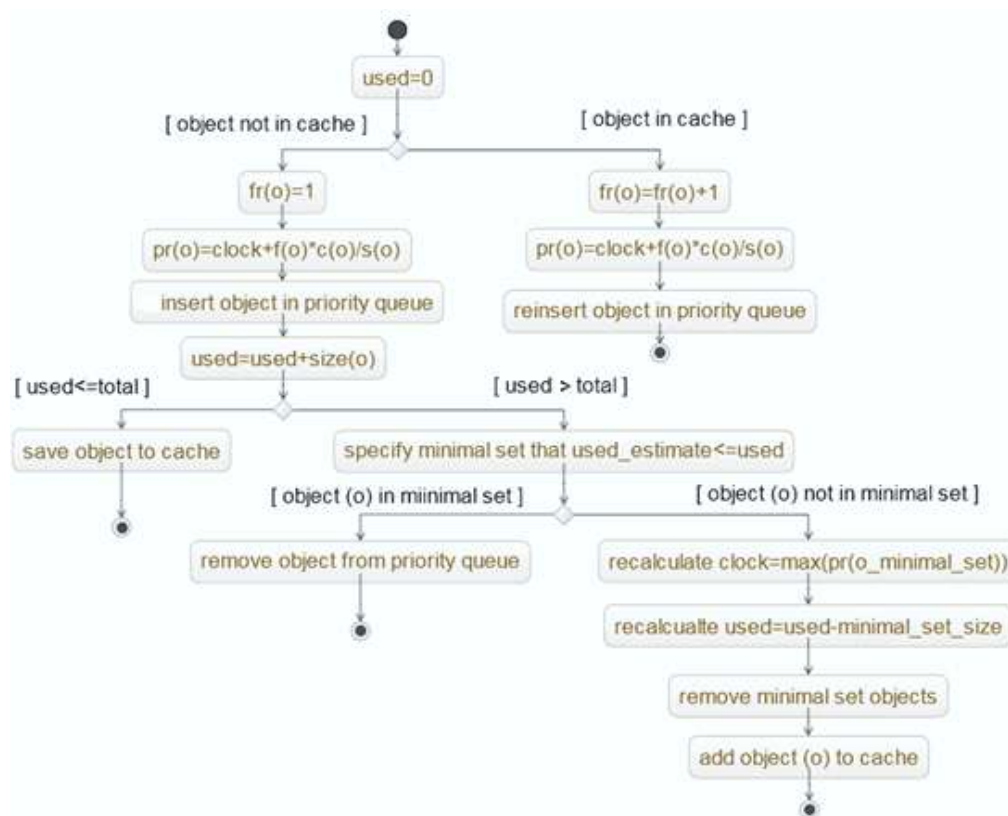 used=0
[ object not in cache ]
[ object in cache ]
fr(o)=1
fr(o)=fr(o)+1
pr(o)=clock+f(o)*c(o)/s(o)
pr(o)=clock+f(o)*c(o)/s(o)
insert object in priority queue
reinsert object in priority queue
used=used+size(o)
[ used<=total ]
[ used > total ]
save object to cache
specify minimal set that used_estimate<=used
[ object (o) in miinimal set ]
[ object (o) not in minimal set ]
remove object from priority queue
recalculate clock=max(pr(o_minimal_set))
recalcualte used=used-minimal_set_size
remove minimal set objects
add object (o) to cache